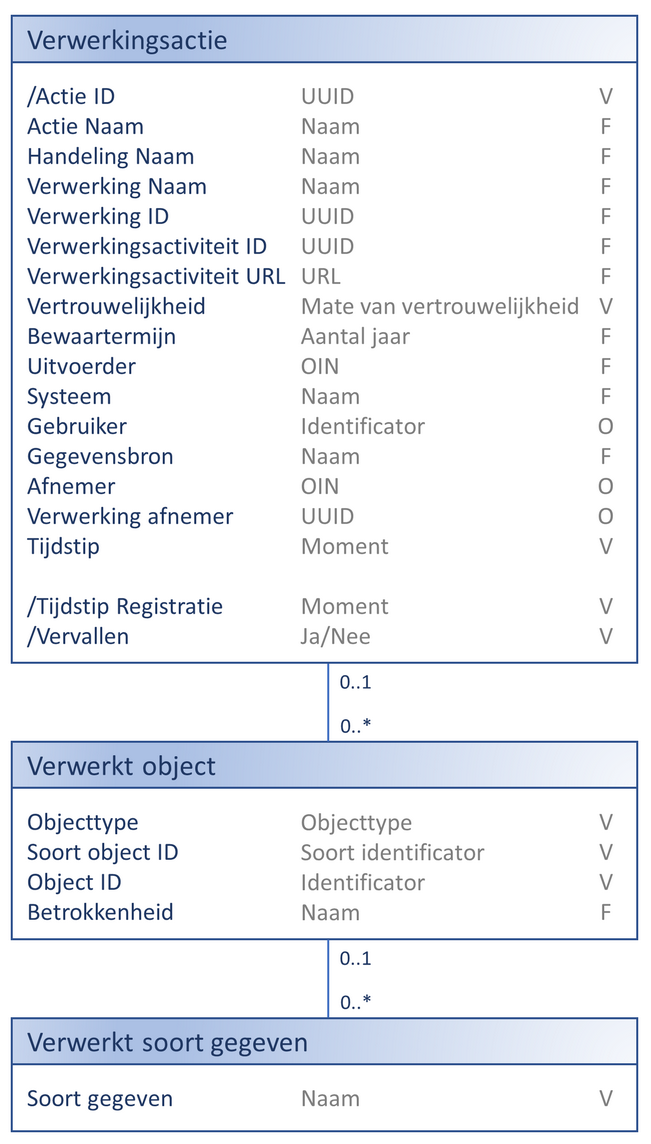 Verwerkingsactie
/Actie ID UUID V
Actie Naam Naam F
Handeling Naam Naam F
Verwerking Naam Naam F
Verwerking ID UUID F
Verwerkingsactiviteit ID UUID F
Verwerkingsactiviteit URL URL F
Vertrouwelijkheid Mate van vertrouwelijkheid V
Bewaartermijn Aantal jaar F
Uitvoerder OIN F
Systeem Naam F
Gebruiker Identificator O
Gegevensbron Naam F
Afnemer OIN O
Verwerking afnemer UUID O
Tijdstip Moment V
/Tijdstip Registratie Moment V
/Vervallen Ja/Nee V
0..1
0..*
Verwerkt object
Objecttype Objecttype V
Soort object ID Soort identificator V
Object ID Identificator V
Betrokkenheid Naam F
0..1
0..*
Verwerkt soort gegeven
Soort gegeven Naam V